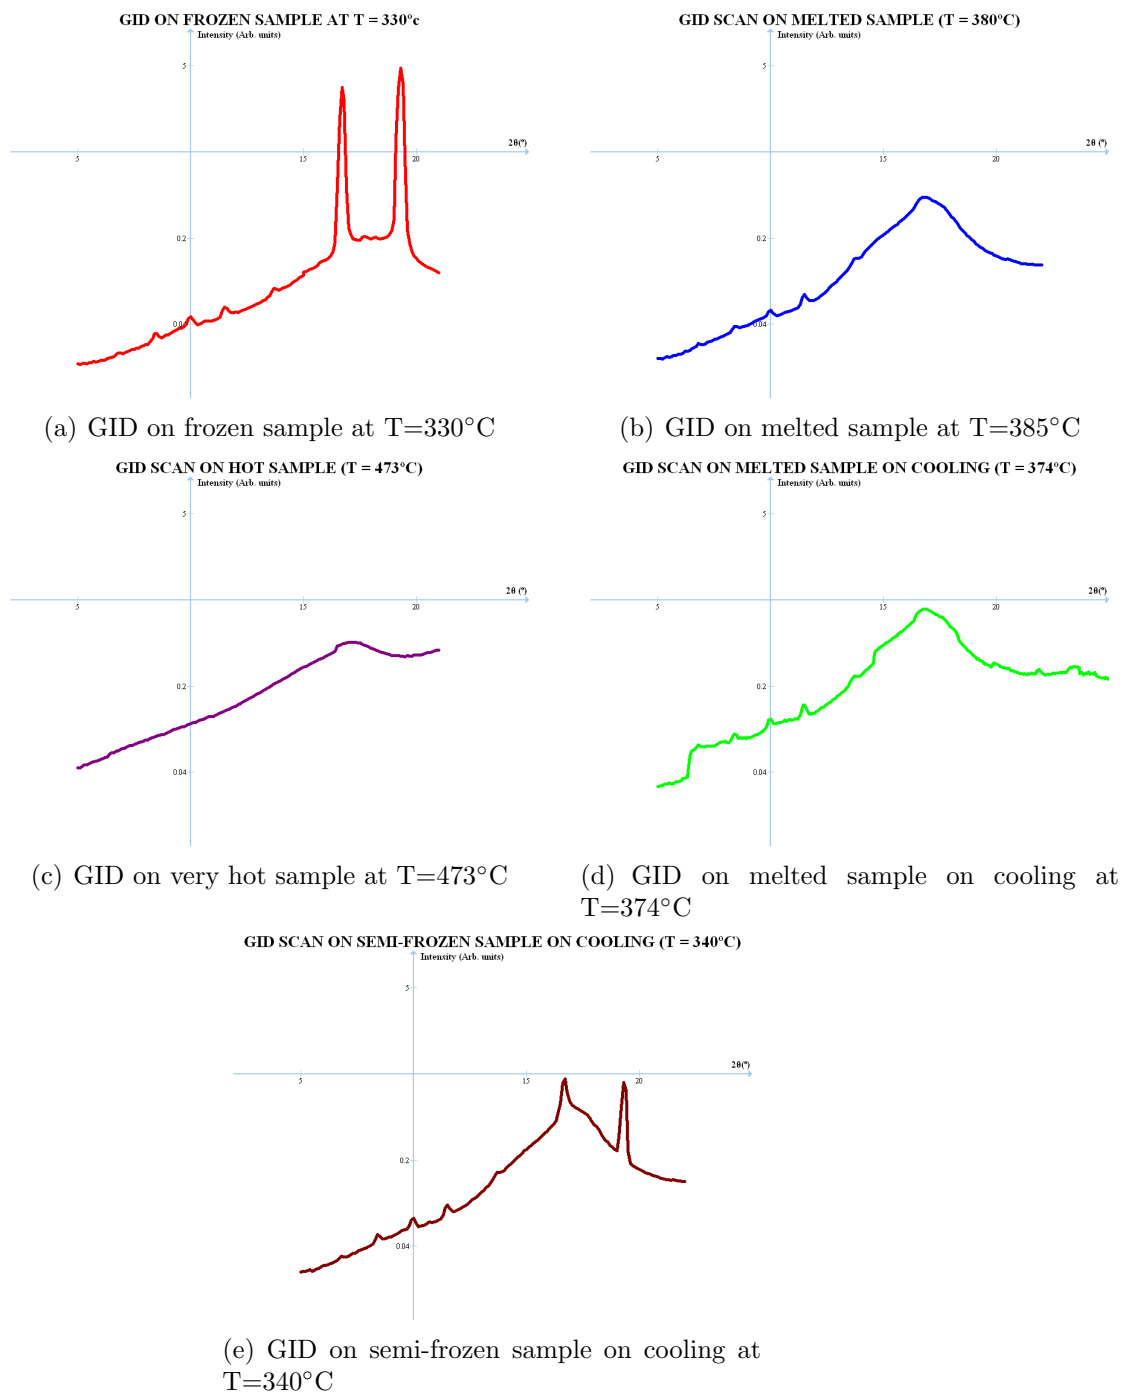 GID ON FROZEN SAMPLE AT T = 330ºc
Intensity (Arb. units)
5
2θ(º)
5
15
20
0.2
0.04
(a) GID on frozen sample at T=330°C
GID SCAN ON MELTED SAMPLE (T = 380ºC)
Intensity (Arb. units)
5
2θ (º)
5
15
20
0.2
0.04
(b) GID on melted sample at T=385°C
GID SCAN ON HOT SAMPLE (T = 473ºC)
Intensity (Arb. units)
5
2θ (º)
5
15
20
0.2
0.04
(c) GID on very hot sample at T=473°C
GID SCAN ON MELTED SAMPLE ON COOLING (T = 374ºC)
Intensity (Arb. units)
5
2θ(º)
5
15
20
0.2
0.04
(d) GID on melted sample on cooling at
T=374°C
GID SCAN ON SEMI-FROZEN SAMPLE ON COOLING (T = 340ºC)
Intensity (Arb. units)
5
2θ(º)
5
15
20
0.2
0.04
(e) GID on semi-frozen sample on cooling at
T=340°C